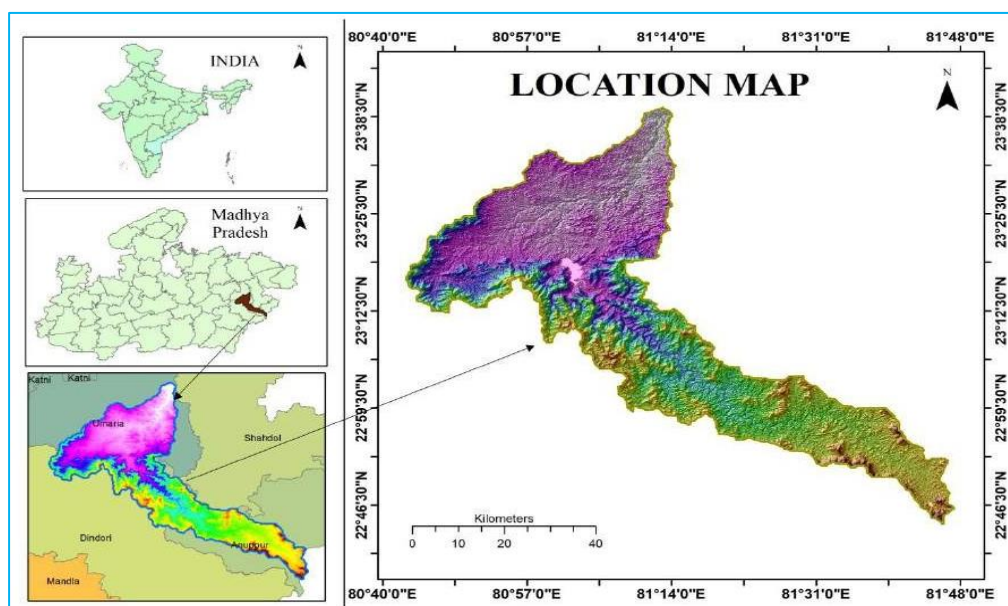 INDIA
N
Madhya
Pradesh
N
Katni
Katni
Umaria
Shahdol
Dindori
Anuppur
Mandla
80°40'0"E
80°57'0"E
81°14'0"E
81°31'0"E
81°48'0"E
LOCATION MAP
N
23°38'30"N
23°25'30"N
23°12'30"N
22°59'30"N
22°46'30"N
23°38'30"N
23°25'30"N
23°12'30"N
22°59'30"N
22°46'30"N
Kilometers
0 10 20 40
80°40'0"E
80°57'0"E
81°14'0"E
81°31'0"E
81°48'0"E